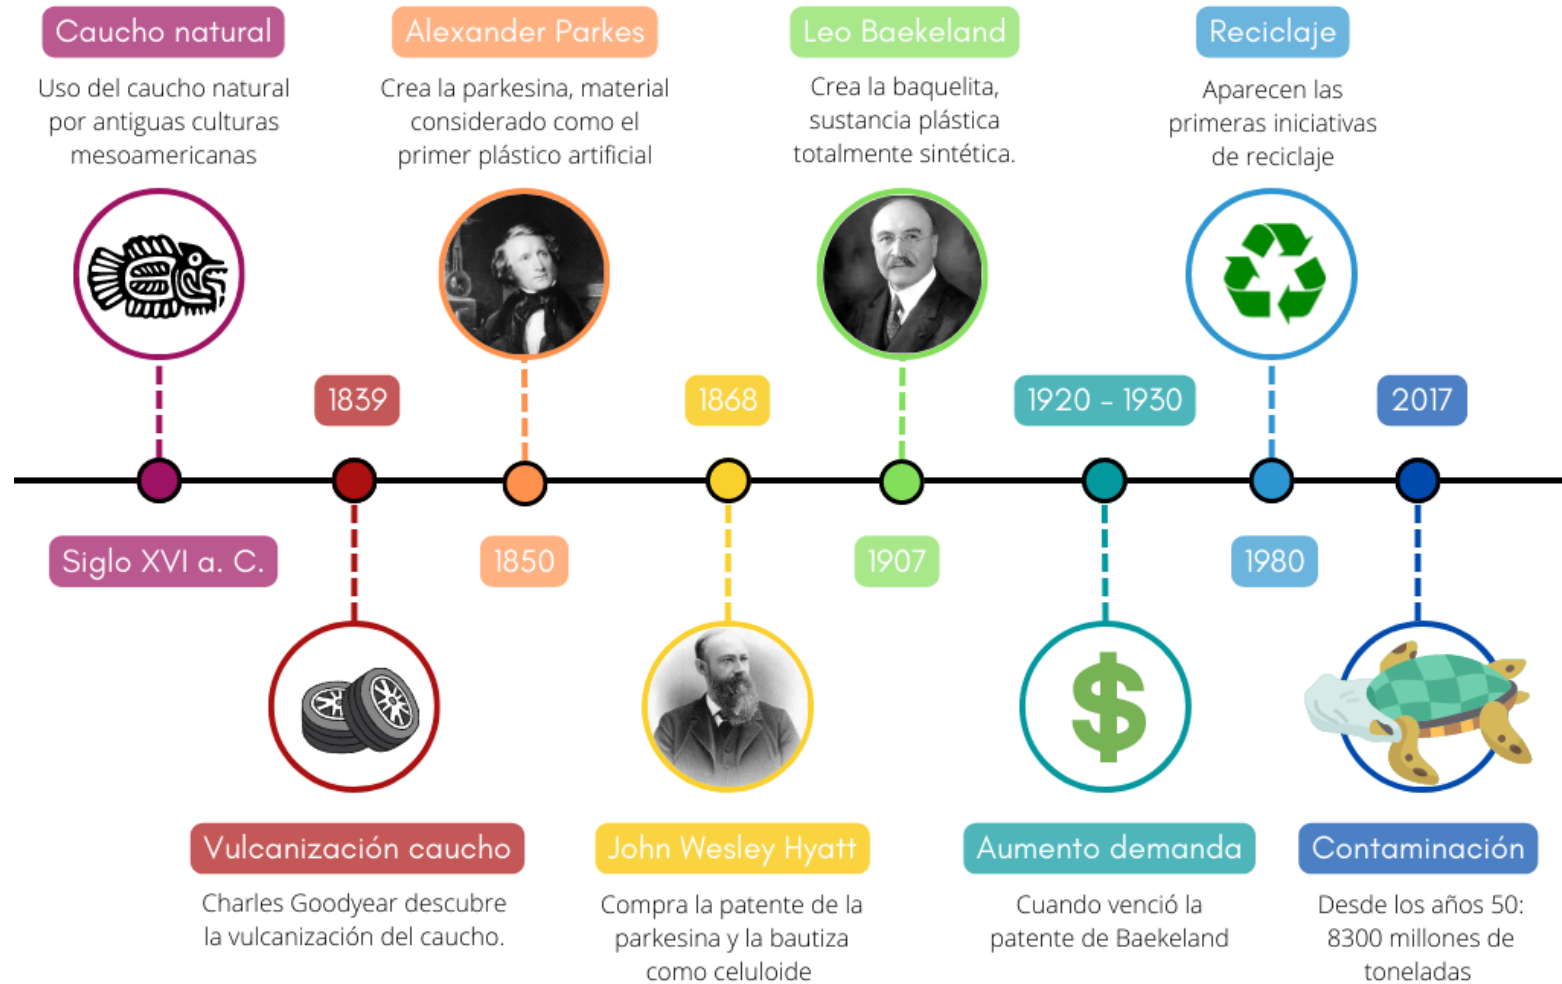 Caucho natural
Uso del caucho natural
por antiguas culturas
mesoamericanas
Siglo XVI a. C.
1839
Vulcanización caucho
Charles Goodyear descubre
la vulcanización del caucho.
Alexander Parkes
Crea la parkesina, material
considerado como el
primer plástico artificial
1850
1868
John Wesley Hyatt
Compra la patente de la
parkesina y la bautiza
como celuloide
Leo Baekeland
Crea la baquelita,
sustancia plástica
totalmente sintética.
1907
1920 - 1930
Aumento demanda
Cuando venció la
patente de Baekeland
Reciclaje
Aparecen las
primeras iniciativas
de reciclaje
1980
2017
Contaminación
Desde los años 50:
8300 millones de
toneladas